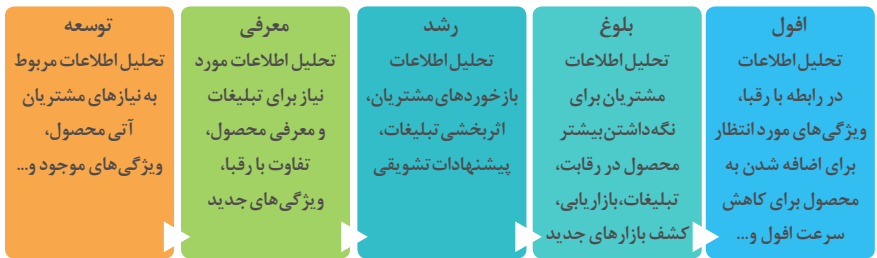 توسعه
تحلیل اطلاعات مربوط
به نیازهای مشتریان
آتی محصول،
ویژگی‌های موجود و...
معرفی
تحلیل اطلاعات مورد
نیاز برای تبلیغات
و معرفی محصول،
تفاوت با رقبا،
ویژگی‌های جدید
رشد
تحلیل اطلاعات
بازخوردهای مشتریان،
اثربخشی تبلیغات،
پیشنهادات تشویقی
بلوغ
تحلیل اطلاعات
مشتریان برای
نگه‌داشتن بیشتر
محصول در رقابت،
تبلیغات، بازاریابی،
کشف بازارهای جدید
افول
تحلیل اطلاعات
در رابطه با رقبا،
ویژگی‌های مورد انتظار
برای اضافه شدن به
محصول برای کاهش
سرعت افول و...